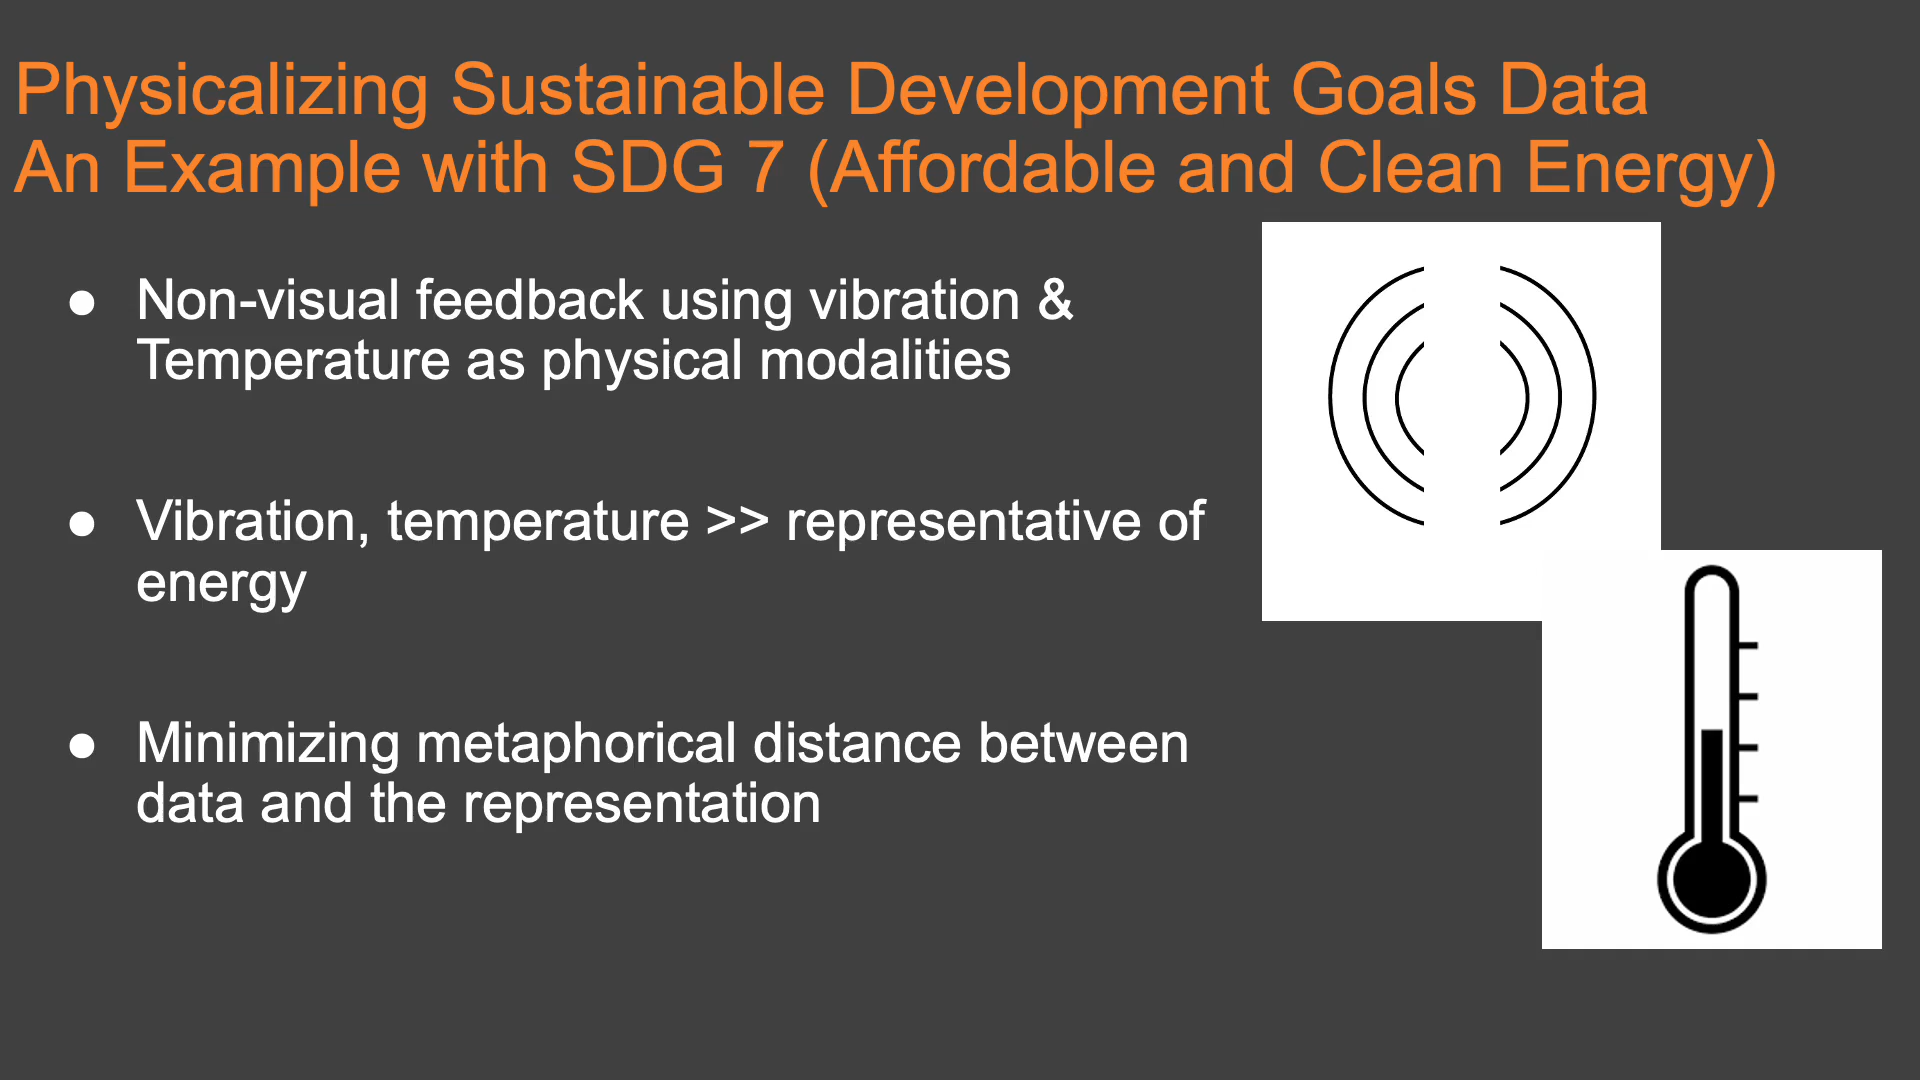 Physicalizing Sustainable Development Goals Data
An Example with SDG 7 (Affordable and Clean Energy)
● Non-visual feedback using vibration &
Temperature as physical modalities
● Vibration, temperature >> representative of
energy
● Minimizing metaphorical distance between
data and the representation